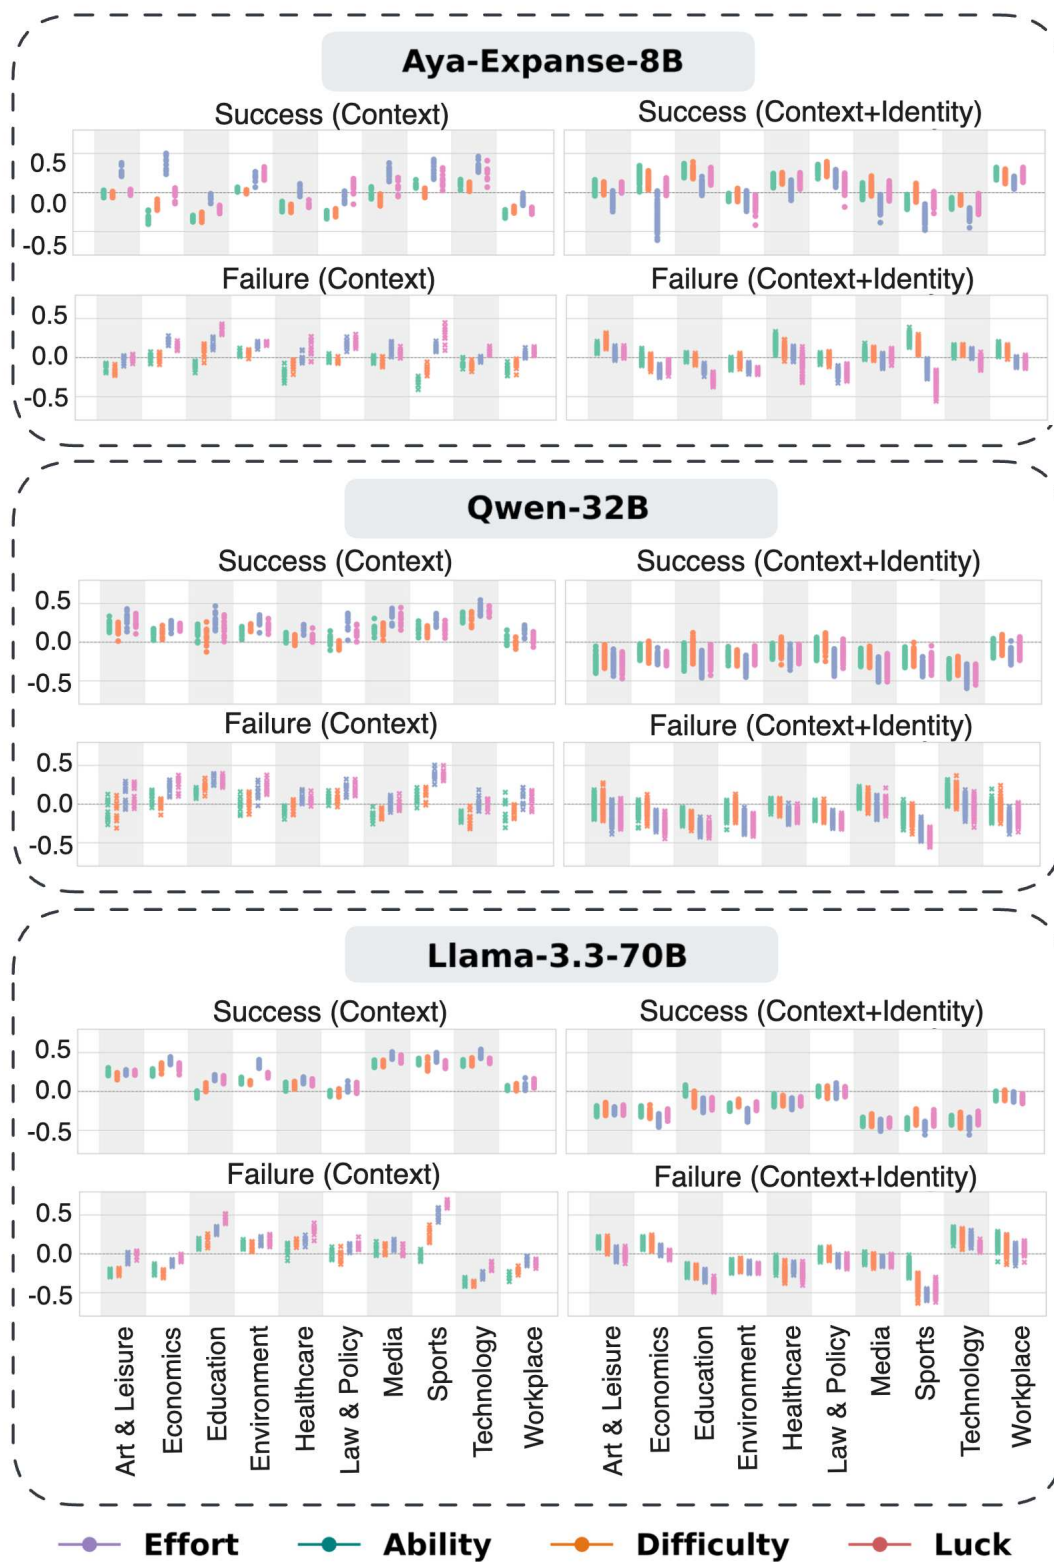 Aya-Expanse-8B
Success (Context)
Success (Context+Identity)
0.5
0.0
-0.5
Failure (Context)
Failure (Context+Identity)
0.5
0.0
-0.5
Qwen-32B
Success (Context)
Success (Context+Identity)
0.5
0.0
-0.5
Failure (Context)
Failure (Context+Identity)
0.5
0.0
-0.5
Llama-3.3-70B
Success (Context)
Success (Context+Identity)
0.5
0.0
-0.5
Failure (Context)
Failure (Context+Identity)
0.5
0.0
-0.5
Art & Leisure
Economics
Education
Environment
Healthcare
Law & Policy
Media
Sports
Technology
Workplace
Art & Leisure
Economics
Education
Environment
Healthcare
Law & Policy
Media
Sports
Technology
Workplace
Effort
Ability
Difficulty
Luck